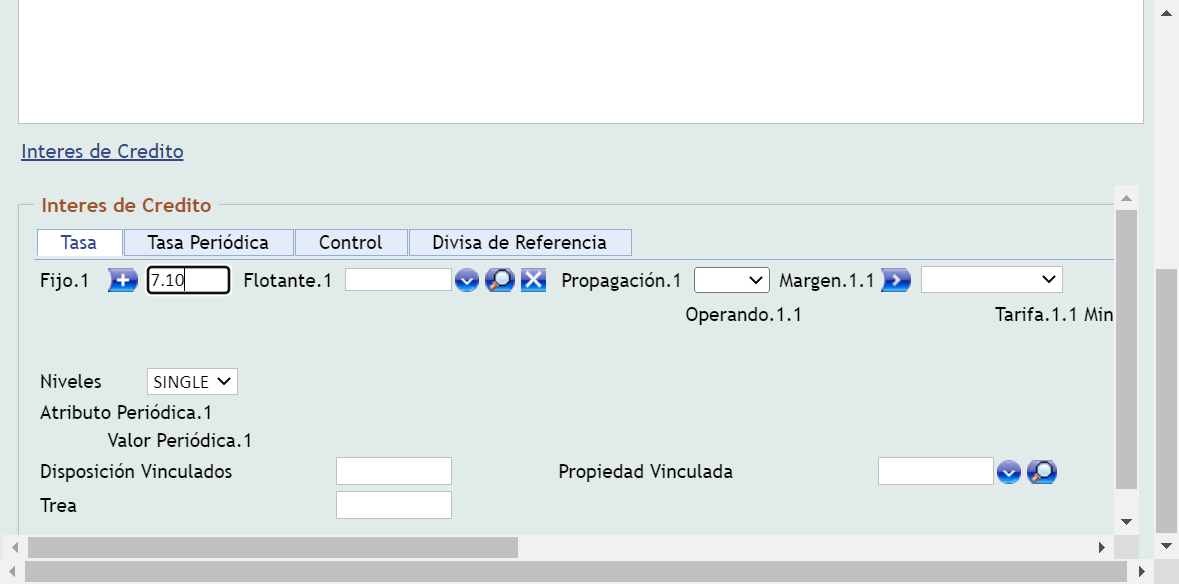 Interes de Credito
Interes de Credito
Tasa Tasa Periódica Control Divisa de Referencia
Fijo.1 7.10 Flotante.1 Propagación.1 Margen.1.1
Operando.1.1 Tarifa.1.1 Min
Niveles SINGLE
Atributo Periódica.1
Valor Periódica.1
Disposición Vinculados Propiedad Vinculada
Trea